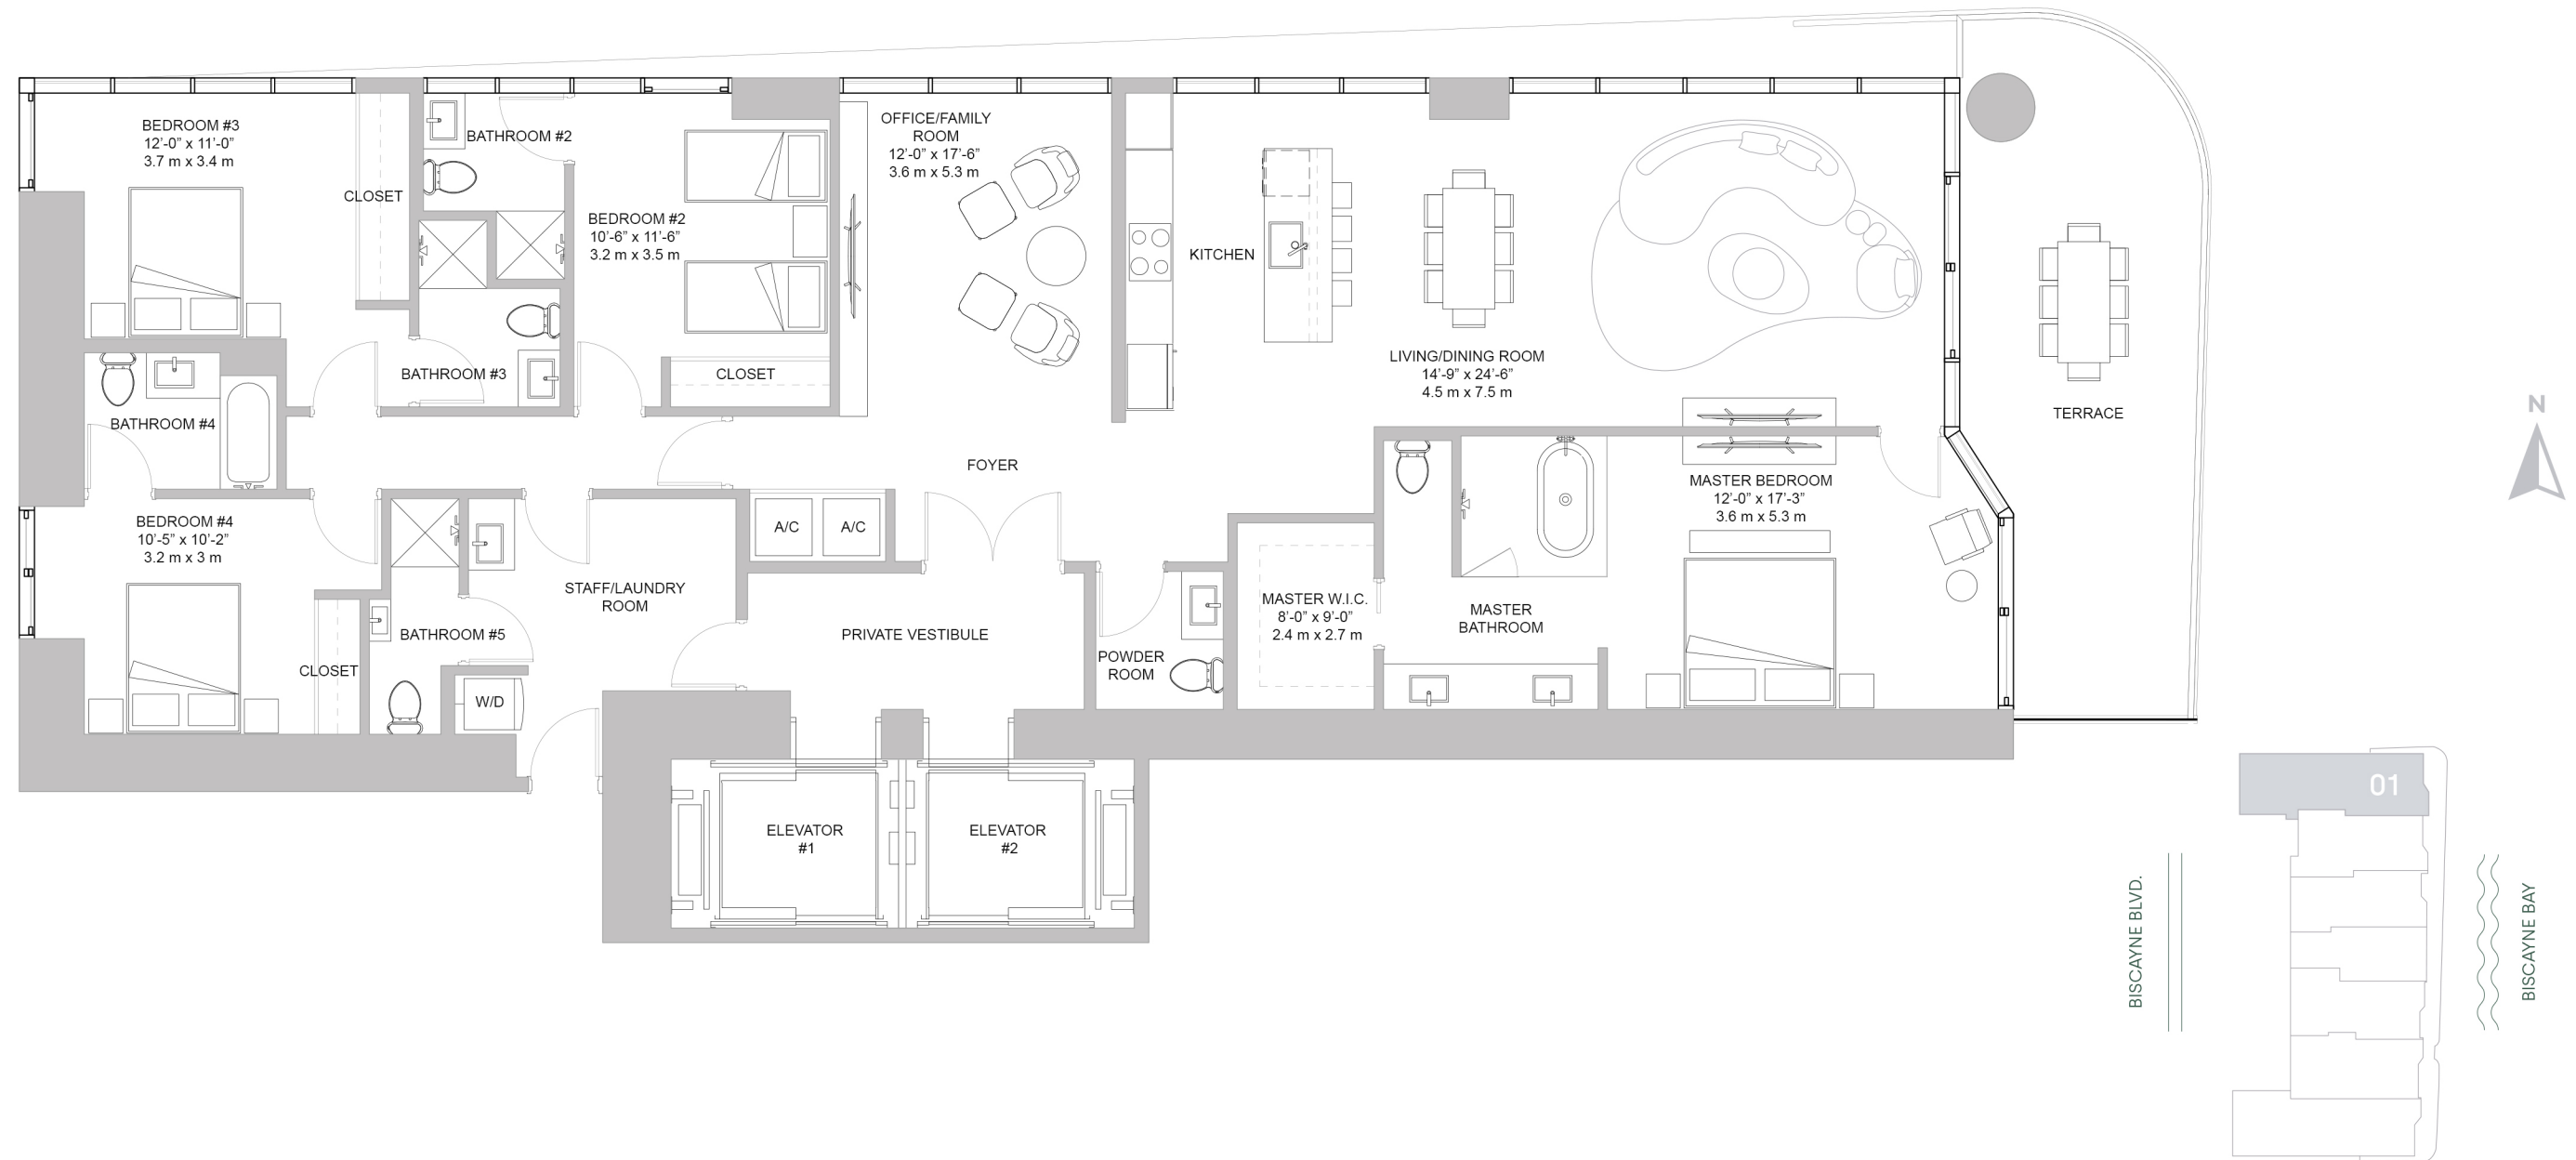 BEDROOM #3
12'-0" x 11'-0"
3.7 m x 3.4 m
CLOSET
BATHROOM #2
BEDROOM #2
10'-6" x 11'-6"
3.2 m x 3.5 m
CLOSET
BATHROOM #3
OFFICE/FAMILY
ROOM
12'-0" x 17'-6"
3.6 m x 5.3 m
KITCHEN
LIVING/DINING ROOM
14'-9" x 24'-6"
4.5 m x 7.5 m
TERRACE
N
BATHROOM #4
FOYER
BEDROOM #4
10'-5" x 10'-2"
3.2 m x 3 m
CLOSET
BATHROOM #5
W/D
STAFF/LAUNDRY
ROOM
A/C
A/C
PRIVATE VESTIBULE
POWDER
ROOM
MASTER W.I.C.
8'-0" x 9'-0"
2.4 m x 2.7 m
MASTER
BATHROOM
MASTER BEDROOM
12'-0" x 17'-3"
3.6 m x 5.3 m
ELEVATOR
#1
ELEVATOR
#2
01
BISCAYNE BLVD.
BISCAYNE BAY